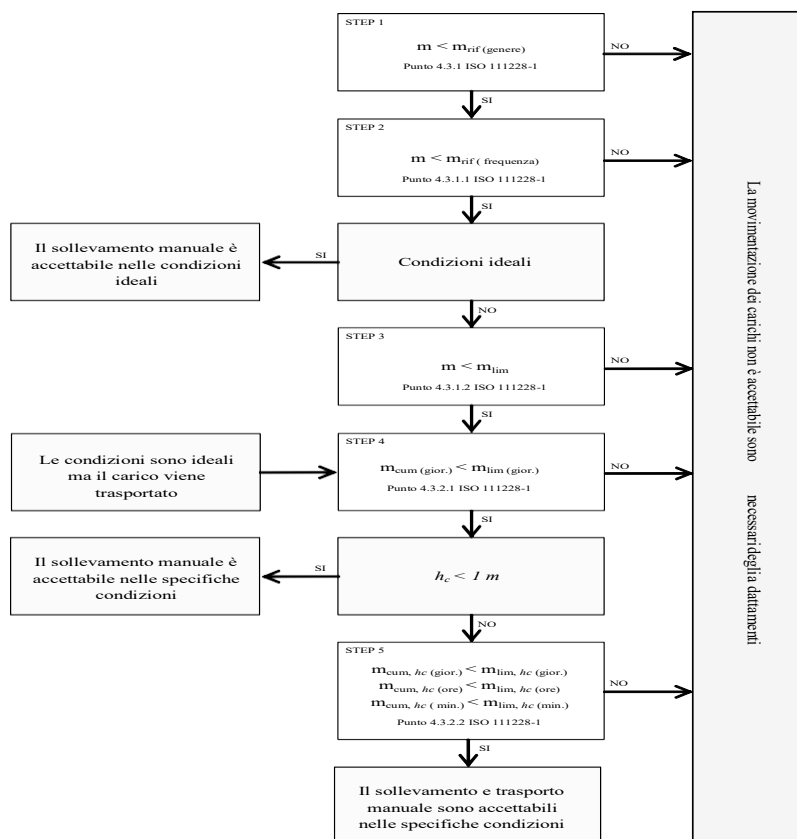 STEP 1
m < mrif (genere)
Punto 4.3.1 ISO 111228-1
NO
SI
STEP 2
m < mrif ( frequenza)
Punto 4.3.1.1 ISO 111228-1
NO
SI
Il sollevamento manuale è
accettabile nelle condizioni
ideali
SI
Condizioni ideali
NO
STEP 3
m < mlim
Punto 4.3.1.2 ISO 111228-1
NO
SI
Le condizioni sono ideali
ma il carico viene
trasportato
STEP 4
mcum (gior.) < mlim (gior.)
Punto 4.3.2.1 ISO 111228-1
NO
SI
Il sollevamento manuale è
accettabile nelle specifiche
condizioni
SI
hc < 1 m
NO
STEP 5
mcum, hc (gior.) < mlim, hc (gior.)
mcum, hc (ore) < mlim, hc (ore)
mcum, hc ( min.) < mlim, hc (min.)
Punto 4.3.2.2 ISO 111228-1
NO
SI
Il sollevamento e trasporto
manuale sono accettabili
nelle specifiche condizioni
La movimentazione dei carichi non è accettabile sono necessari degli a dattamenti